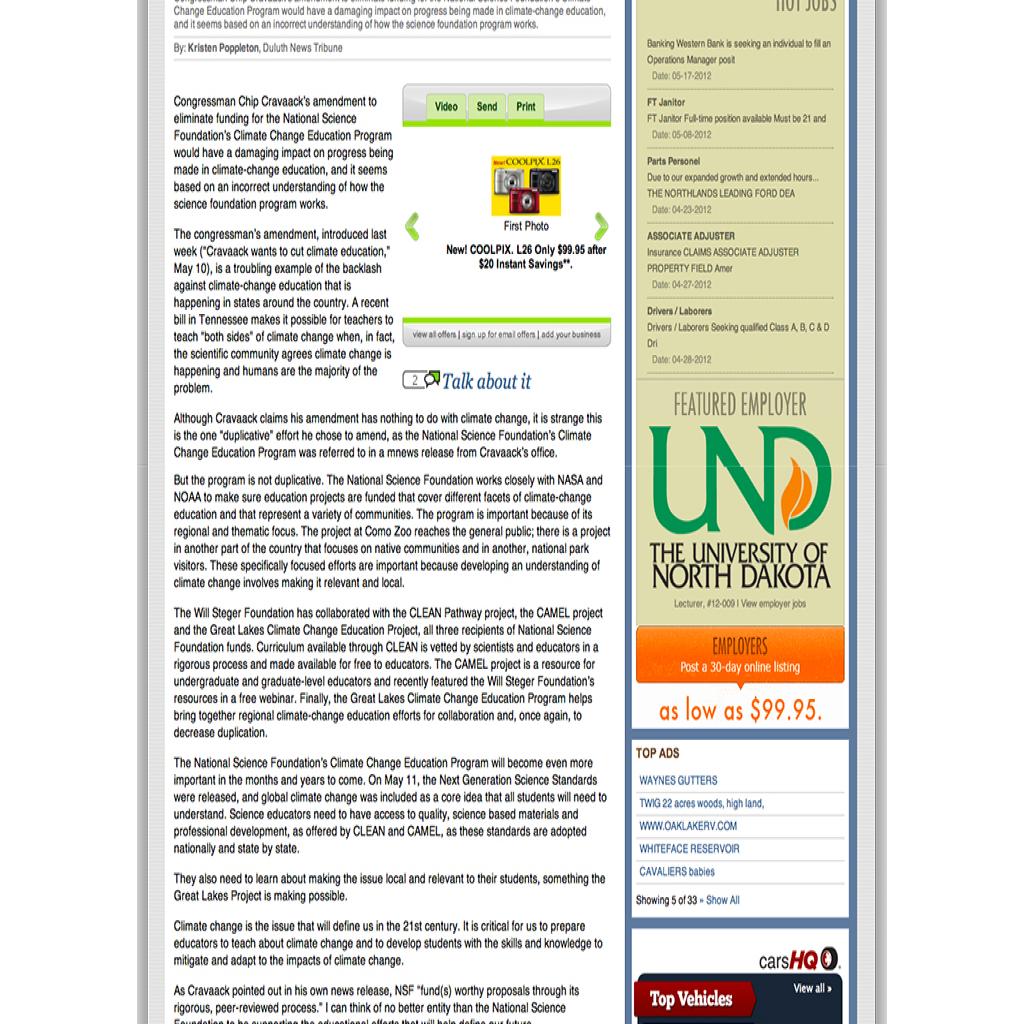 Change Education Program would have a damaging impact on progress being made in climate-change education,
and it seems based on an incorrect understanding of how the science foundation program works.
By: Kristen Poppleton, Duluth News Tribune
Congressman Chip Cravaack's amendment to
eliminate funding for the National Science
Foundation's Climate Change Education Program
would have a damaging impact on progress being
made in climate-change education, and it seems
based on an incorrect understanding of how the
science foundation program works.
The congressman's amendment, introduced last
week ("Cravaack wants to cut climate education,"
May 10), is a troubling example of the backlash
against climate-change education that is
happening in states around the country. A recent
bill in Tennessee makes it possible for teachers to
teach "both sides" of climate change when, in fact,
the scientific community agrees climate change is
happening and humans are the majority of the
problem.
Video
Send
Print
New! COOLPIX L26
First Photo
New! COOLPIX. L26 Only $99.95 after
$20 Instant Savings**.
view all offers | sign up for email offers | add your business
2 Talk about it
Although Cravaack claims his amendment has nothing to do with climate change, it is strange this
is the one "duplicative" effort he chose to amend, as the National Science Foundation's Climate
Change Education Program was referred to in a mnews release from Cravaack's office.
But the program is not duplicative. The National Science Foundation works closely with NASA and
NOAA to make sure education projects are funded that cover different facets of climate-change
education and that represent a variety of communities. The program is important because of its
regional and thematic focus. The project at Como Zoo reaches the general public; there is a project
in another part of the country that focuses on native communities and in another, national park
visitors. These specifically focused efforts are important because developing an understanding of
climate change involves making it relevant and local.
The Will Steger Foundation has collaborated with the CLEAN Pathway project, the CAMEL project
and the Great Lakes Climate Change Education Project, all three recipients of National Science
Foundation funds. Curriculum available through CLEAN is vetted by scientists and educators in a
rigorous process and made available for free to educators. The CAMEL project is a resource for
undergraduate and graduate-level educators and recently featured the Will Steger Foundation's
resources in a free webinar. Finally, the Great Lakes Climate Change Education Program helps
bring together regional climate-change education efforts for collaboration and, once again, to
decrease duplication.
The National Science Foundation's Climate Change Education Program will become even more
important in the months and years to come. On May 11, the Next Generation Science Standards
were released, and global climate change was included as a core idea that all students will need to
understand. Science educators need to have access to quality, science based materials and
professional development, as offered by CLEAN and CAMEL, as these standards are adopted
nationally and state by state.
They also need to learn about making the issue local and relevant to their students, something the
Great Lakes Project is making possible.
Climate change is the issue that will define us in the 21st century. It is critical for us to prepare
educators to teach about climate change and to develop students with the skills and knowledge to
mitigate and adapt to the impacts of climate change.
As Cravaack pointed out in his own news release, NSF "fund(s) worthy proposals through its
rigorous, peer-reviewed process." I can think of no better entity than the National Science
Foundation to be supporting the educational efforts that will help define our future.
HOT JOBS
Banking Western Bank is seeking an individual to fill an
Operations Manager posit
Date: 05-17-2012
FT Janitor
FT Janitor Full-time position available Must be 21 and
Date: 05-08-2012
Parts Personel
Due to our expanded growth and extended hours...
THE NORTHLANDS LEADING FORD DEA
Date: 04-23-2012
ASSOCIATE ADJUSTER
Insurance CLAIMS ASSOCIATE ADJUSTER
PROPERTY FIELD Amer
Date: 04-27-2012
Drivers / Laborers
Drivers / Laborers Seeking qualified Class A, B, C & D
Dri
Date: 04-28-2012
FEATURED EMPLOYER
UND
THE UNIVERSITY OF
NORTH DAKOTA
Lecturer, #12-009 | View employer jobs
EMPLOYERS
Post a 30-day online listing
as low as $99.95.
TOP ADS
WAYNES GUTTERS
TWIG 22 acres woods, high land,
WWW.OAKLAKERV.COM
WHITEFACE RESERVOIR
CAVALIERS babies
Showing 5 of 33 » Show All
carsHQ.
Top Vehicles
View all »